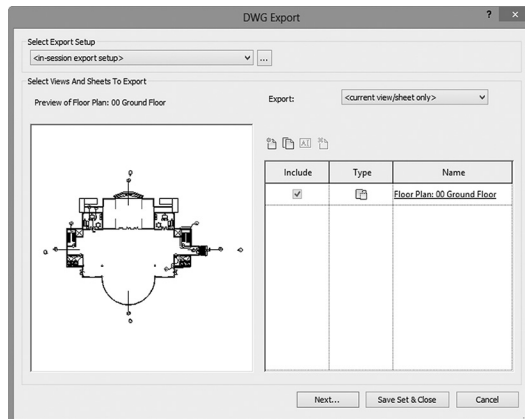 DWG Export
? ×
Select Export Setup
<in-session export setup>
...
Select Views And Sheets To Export
Preview of Floor Plan: 00 Ground Floor
Export:
<current view/sheet only>
Include Type Name
Floor Plan: 00 Ground Floor
Next... Save Set & Close Cancel